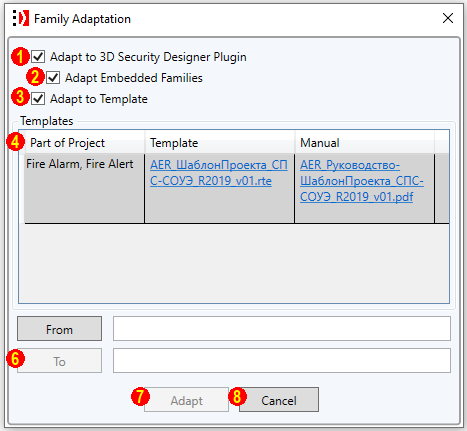 Family Adaptation
1 Adapt to 3D Security Designer Plugin
2 Adapt Embedded Families
3 Adapt to Template
Templates
4 Part of Project Template Manual
Fire Alarm, Fire Alert AER_ШаблонПроекта_СП AER_Руководство-
С-СОУЭ_R2019_v01.rte ШаблонПроекта_СПС-
СОУЭ_R2019_v01.pdf
From
6 To
7 Adapt 8 Cancel